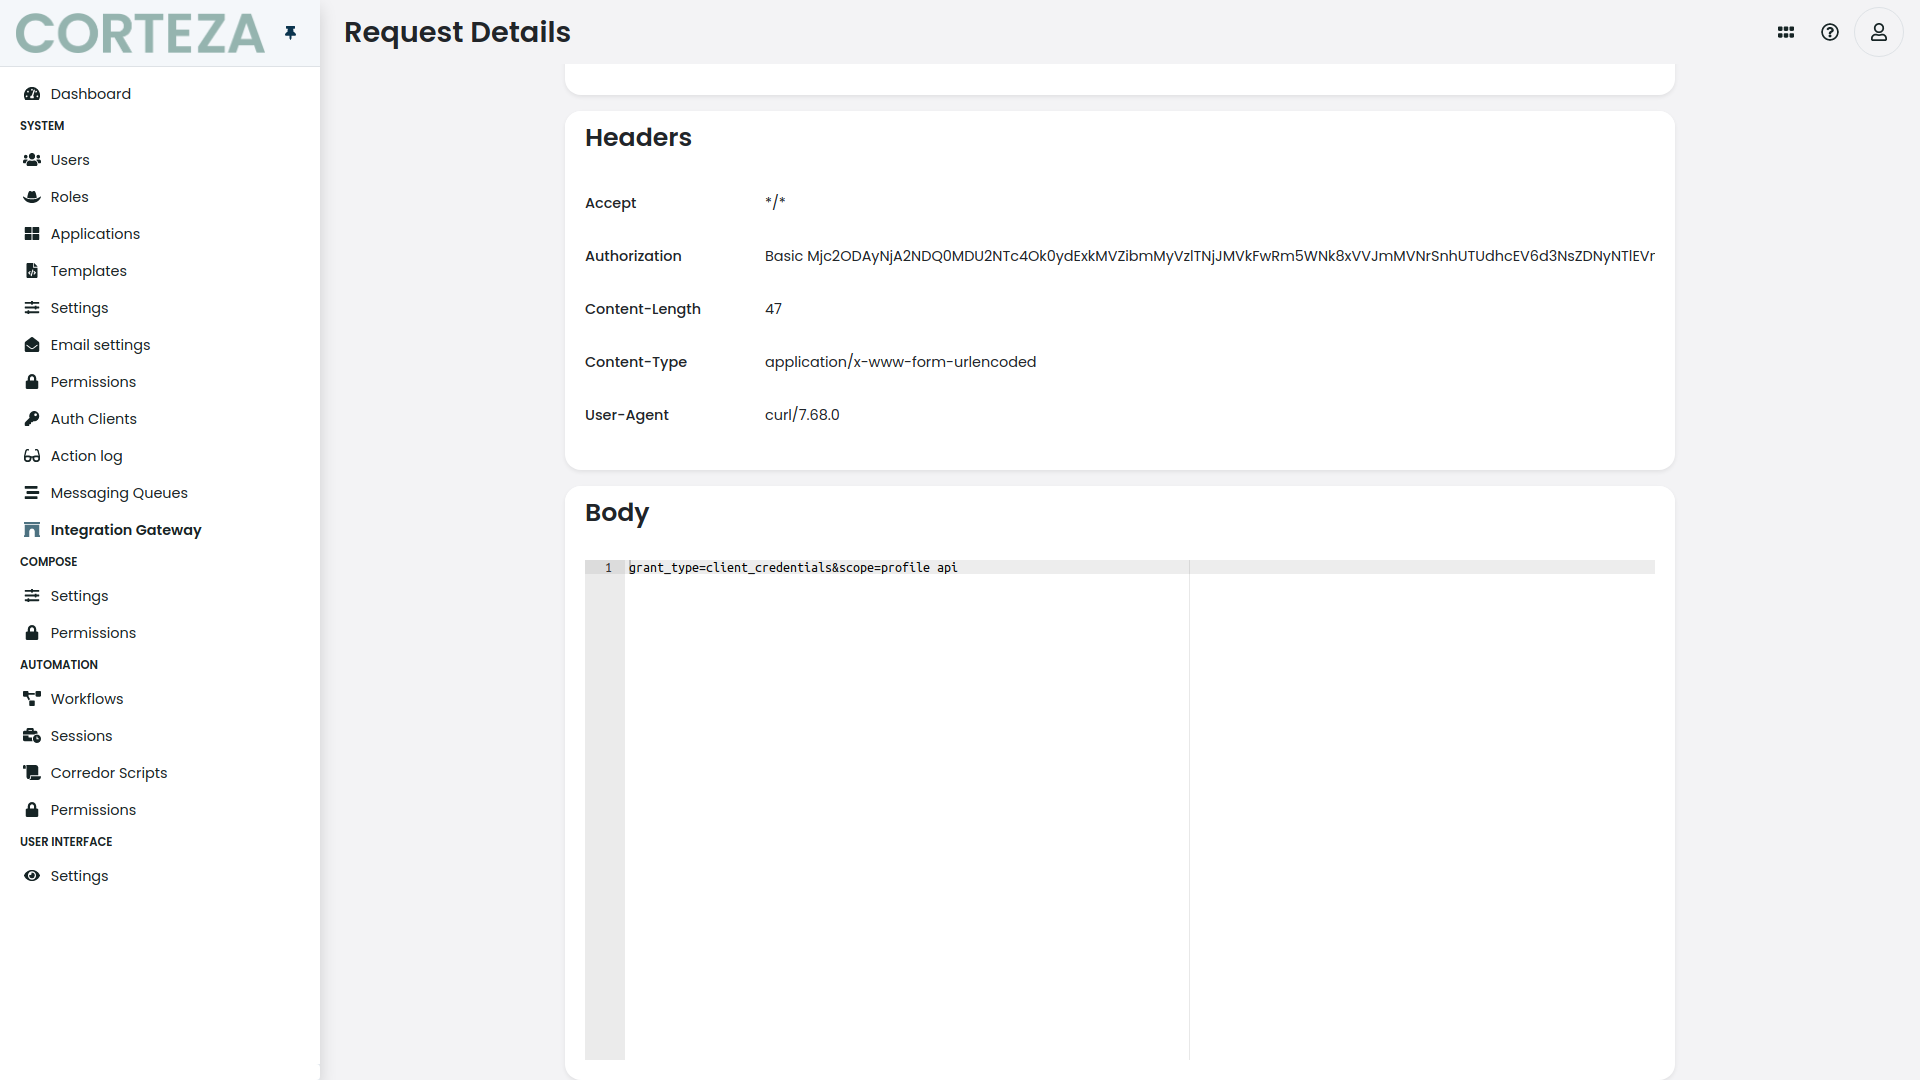 CORTEZA
Request Details
Dashboard
SYSTEM
Users
Roles
Applications
Templates
Settings
Email settings
Permissions
Auth Clients
Action log
Messaging Queues
Integration Gateway
COMPOSE
Settings
Permissions
AUTOMATION
Workflows
Sessions
Corredor Scripts
Permissions
USER INTERFACE
Settings
Headers
Accept */*
Authorization Basic Mjc2ODAyNjA2NDQ0MDU2NTc4Ok0ydExkMVZibmMyVzlTNjJMVkFwRm5WNk8xVVJmMVNrSnhUTUdhcEV6d3NsZDNyNTlEVr
Content-Length 47
Content-Type application/x-www-form-urlencoded
User-Agent curl/7.68.0
Body
1 grant_type=client_credentials&scope=profile api